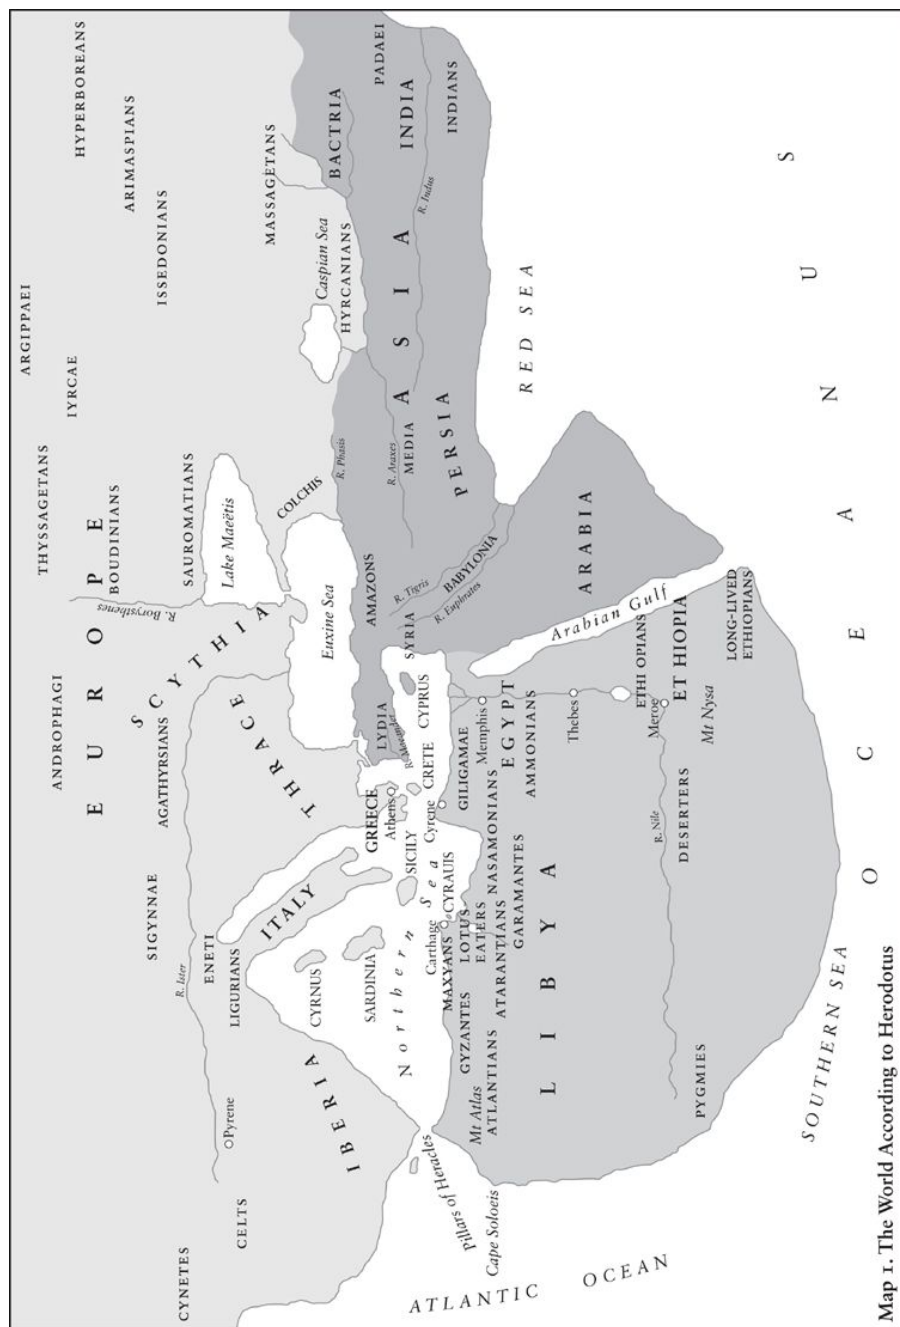 CYNETES
CELTS
Pyrene
R. Ister
SIGYNNAE
ENETI
LIGURIANS
AGATHYRSIANS
ANDROPHAGI
EUROPE
SCYTHIA
THRACE
R. Borysthenes
THYSSAGETANS
BOUDINIANS
SAUROMATIANS
Lake Maeëtis
IYRCAE
ARGIPPAEI
ISSEDONIANS
ARIMASPIANS
HYPERBOREANS
MASSAGETANS
Caspian Sea
HYRCANIANS
COLCHIS
Euxine Sea
R. Phasis
IBERIA
CYRNUS
SARDINIA
ITALY
GREECE
Athens
SICILY
Northern Sea
CRETE
CYPRUS
LYDIA
R. Maeander
AMAZONS
SYRIA
R. Tigris
R. Euphrates
BABYLONIA
R. Araxes
MEDIA
ASIA
PERSIA
BACTRIA
PADAEI
INDIA
R. Indus
INDIANS
RED SEA
ARABIA
Arabian Gulf
Pillars of Heracles
Cape Soloeis
ATLANTIC OCEAN
Mt Atlas
ATLANTIANS
GYZANTES
MAXYANS
Carthage
CYRAUIS
LOTUS
EATERS
ATARANTIANS
NASAMONIANS
GARAMANTES
Cyrene
GILIGAMAE
Memphis
EGYPT
AMMONIANS
LIBYA
Thebes
ETHIOPIANS
Meroe
ETHIOPIA
LONG-LIVED
ETHIOPIANS
Mt Nysa
R. Nile
DESERTERS
PYGMIES
SOUTHERN SEA
OCEANUS
Map 1. The World According to Herodotus